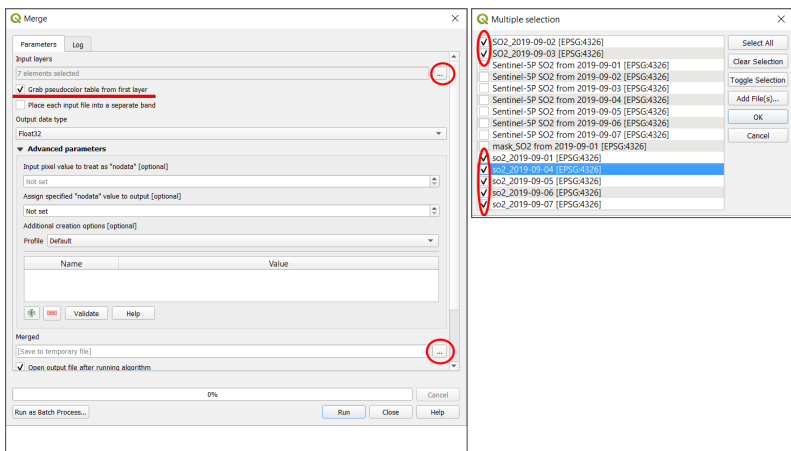 Merge
Parameters Log
Input layers
7 elements selected ...
Grab pseudocolor table from first layer
Place each input file into a separate band
Output data type
Float32
Advanced parameters
Input pixel value to treat as "nodata" [optional]
Not set
Assign specified "nodata" value to output [optional]
Not set
Additional creation options [optional]
Profile Default
Name Value
Validate Help
Merged
[Save to temporary file] ...
Open output file after running algorithm
0% Cancel
Run as Batch Process... Run Close Help
Multiple selection
SO2_2019-09-02 [EPSG:4326]
SO2_2019-09-03 [EPSG:4326]
Sentinel-5P SO2 from 2019-09-01 [EPSG:4326]
Sentinel-5P SO2 from 2019-09-02 [EPSG:4326]
Sentinel-5P SO2 from 2019-09-03 [EPSG:4326]
Sentinel-5P SO2 from 2019-09-04 [EPSG:4326]
Sentinel-5P SO2 from 2019-09-05 [EPSG:4326]
Sentinel-5P SO2 from 2019-09-06 [EPSG:4326]
Sentinel-5P SO2 from 2019-09-07 [EPSG:4326]
mask_SO2 from 2019-09-01 [EPSG:4326]
so2_2019-09-01 [EPSG:4326]
so2_2019-09-04 [EPSG:4326]
so2_2019-09-05 [EPSG:4326]
so2_2019-09-06 [EPSG:4326]
so2_2019-09-07 [EPSG:4326]
Select All
Clear Selection
Toggle Selection
Add File(s)...
OK
Cancel